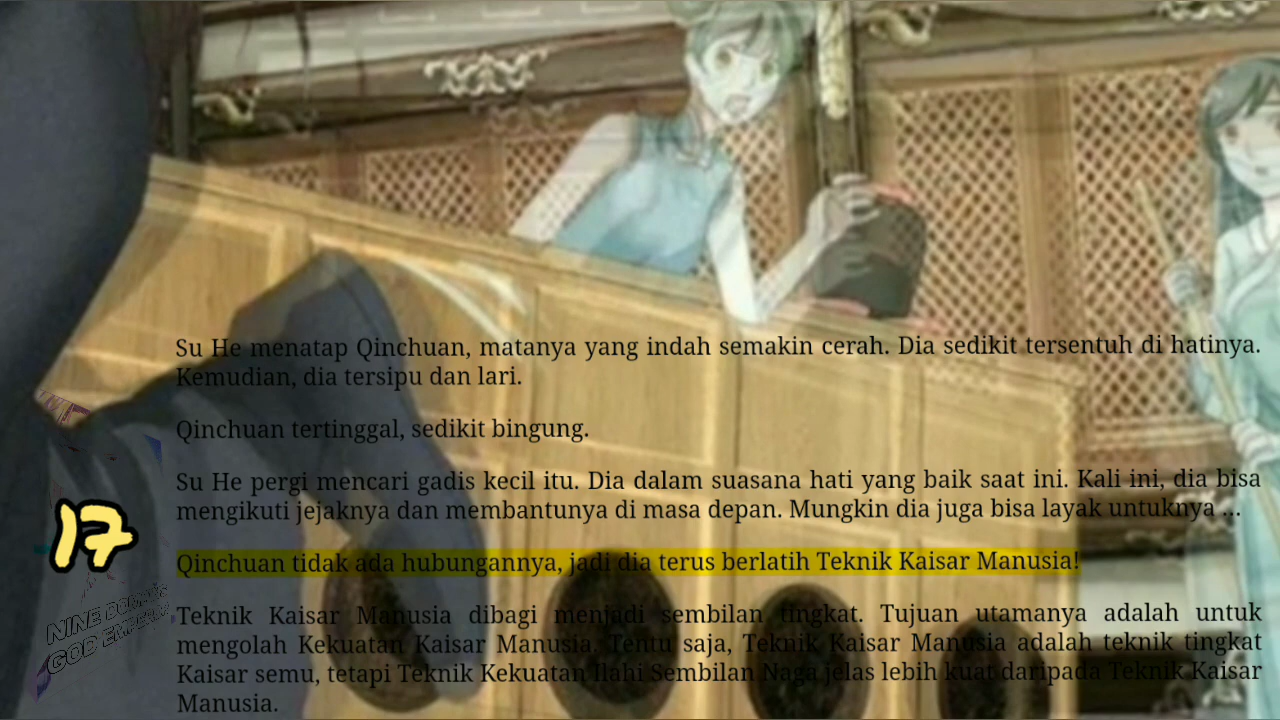 Su He menatap Qinchuan, matanya yang indah semakin cerah. Dia sedikit tersentuh di hatinya.
Kemudian, dia tersipu dan lari.
Qinchuan tertinggal, sedikit bingung.
Su He pergi mencari gadis kecil itu. Dia dalam suasana hati yang baik saat ini. Kali ini, dia bisa
mengikuti jejaknya dan membantunya di masa depan. Mungkin dia juga bisa layak untuknya ...
17
Qinchuan tidak ada hubungannya, jadi dia terus berlatih Teknik Kaisar Manusia!
NINE
GOD
Teknik Kaisar Manusia dibagi menjadi sembilan tingkat. Tujuan utamanya adalah untuk
mengolah Kekuatan Kaisar Manusia. Tentu saja, Teknik Kaisar Manusia adalah teknik tingkat
Kaisar semu, tetapi Teknik Kekuatan Ilahi Sembilan Naga jelas lebih kuat daripada Teknik Kaisar
Manusia.